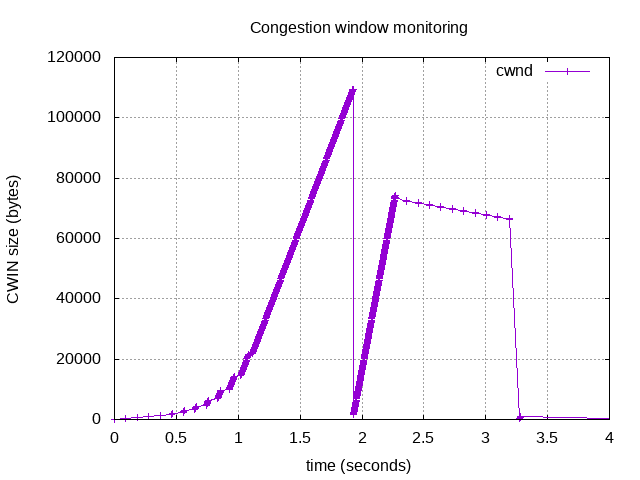 Congestion window monitoring
120000
cwnd
100000
80000
60000
40000
20000
0
CWIN size (bytes)
0 0.5 1 1.5 2 2.5 3 3.5 4
time (seconds)